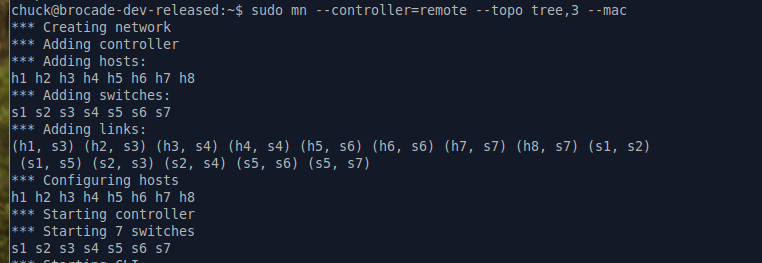 chuck@brocade-dev-released:~$ sudo mn --controller=remote --topo tree,3 --mac
*** Creating network
*** Adding controller
*** Adding hosts:
h1 h2 h3 h4 h5 h6 h7 h8
*** Adding switches:
s1 s2 s3 s4 s5 s6 s7
*** Adding links:
(h1, s3) (h2, s3) (h3, s4) (h4, s4) (h5, s6) (h6, s6) (h7, s7) (h8, s7) (s1, s2)
(s1, s5) (s2, s3) (s2, s4) (s5, s6) (s5, s7)
*** Configuring hosts
h1 h2 h3 h4 h5 h6 h7 h8
*** Starting controller
*** Starting 7 switches
s1 s2 s3 s4 s5 s6 s7
*** Starting CLI: